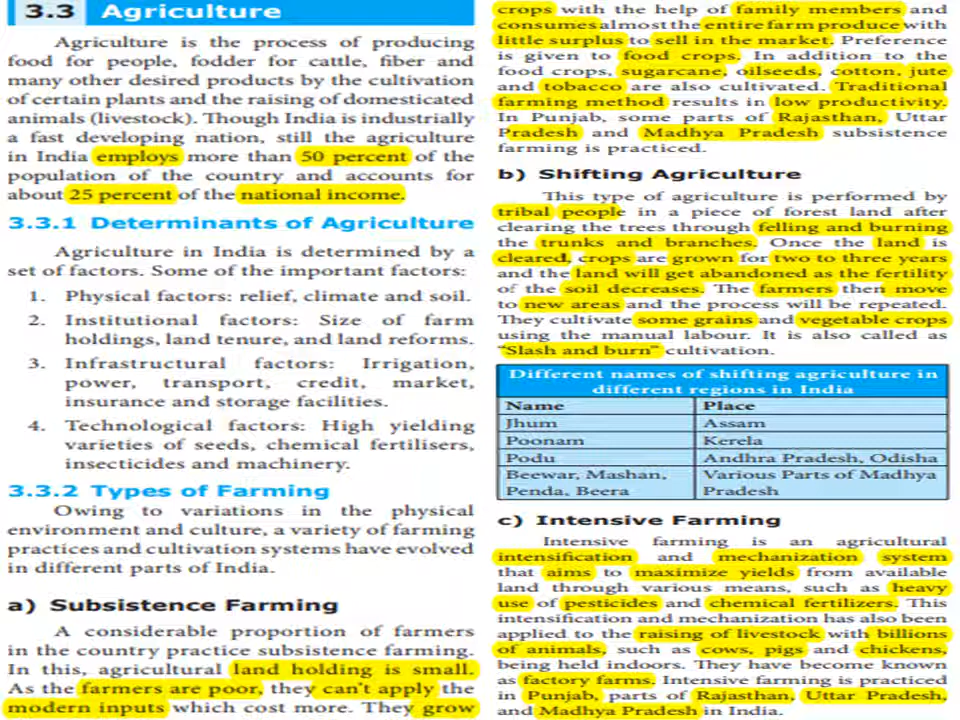 3.3 Agriculture
Agriculture is the process of producing
food for people, fodder for cattle, fiber and
many other desired products by the cultivation
of certain plants and the raising of domesticated
animals (livestock). Though India is industrially
a fast developing nation, still the agriculture
in India employs more than 50 percent of the
population of the country and accounts for
about 25 percent of the national income.
3.3.1 Determinants of Agriculture
Agriculture in India is determined by a
set of factors. Some of the important factors:
1. Physical factors: relief, climate and soil.
2. Institutional factors: Size of farm
holdings, land tenure, and land reforms.
3. Infrastructural factors: Irrigation,
power, transport, credit, market,
insurance and storage facilities.
4. Technological factors: High yielding
varieties of seeds, chemical fertilisers,
insecticides and machinery.
3.3.2 Types of Farming
Owing to variations in the physical
environment and culture, a variety of farming
practices and cultivation systems have evolved
in different parts of India.
a) Subsistence Farming
A considerable proportion of farmers
in the country practice subsistence farming.
In this, agricultural land holding is small.
As the farmers are poor, they can't apply the
modern inputs which cost more. They grow
crops with the help of family members and
consumes almost the entire farm produce with
little surplus to sell in the market. Preference
is given to food crops. In addition to the
food crops, sugarcane, oilseeds, cotton, jute
and tobacco are also cultivated. Traditional
farming method results in low productivity.
In Punjab, some parts of Rajasthan, Uttar
Pradesh and Madhya Pradesh subsistence
farming is practiced.
b) Shifting Agriculture
This type of agriculture is performed by
tribal people in a piece of forest land after
clearing the trees through felling and burning
the trunks and branches. Once the land is
cleared, crops are grown for two to three years
and the land will get abandoned as the fertility
of the soil decreases. The farmers then move
to new areas and the process will be repeated.
They cultivate some grains and vegetable crops
using the manual labour. It is also called as
"Slash and burn" cultivation.
Different names of shifting agriculture in
different regions in India
Name Place
Jhum Assam
Poonam Kerela
Podu Andhra Pradesh, Odisha
Beewar, Mashan, Various Parts of Madhya
Penda, Beera Pradesh
c) Intensive Farming
Intensive farming is an agricultural
intensification and mechanization system
that aims to maximize yields from available
land through various means, such as heavy
use of pesticides and chemical fertilizers. This
intensification and mechanization has also been
applied to the raising of livestock with billions
of animals, such as cows, pigs and chickens,
being held indoors. They have become known
as factory farms. Intensive farming is practiced
in Punjab, parts of Rajasthan, Uttar Pradesh,
and Madhya Pradesh in India.